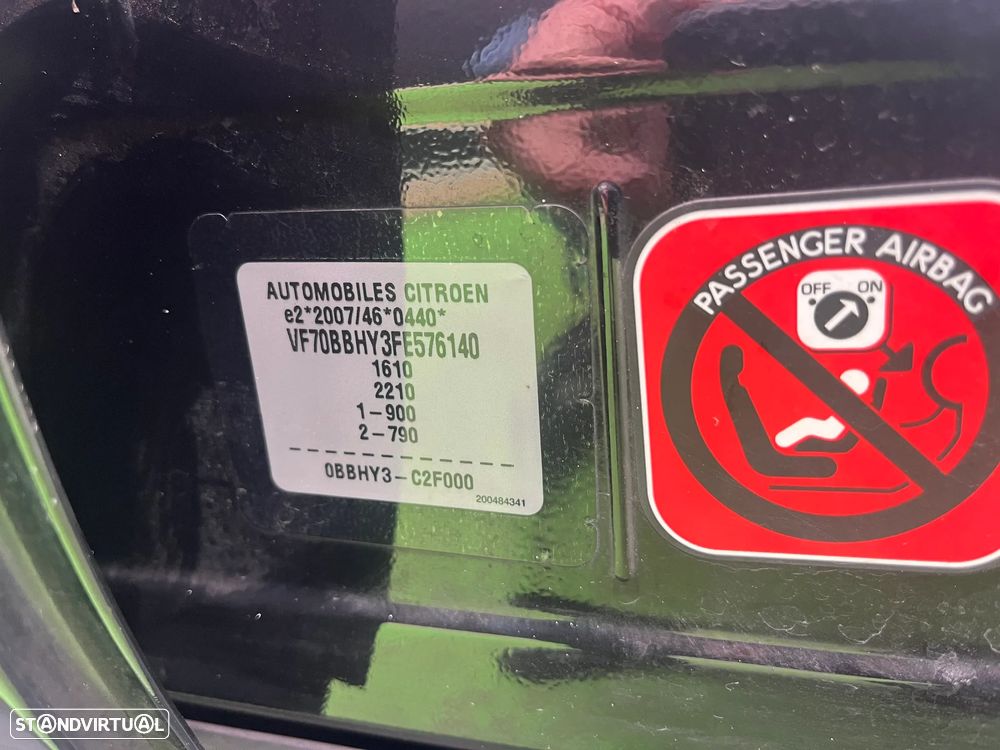 AUTOMOBILES CITROEN
e2*2007/46*0440*
VF70BBHY3FE576140
1610
2210
1-900
2-790
0BBHY3-C2F000
200484341
PASSENGER AIRBAG
OFF ON
STANDVIRTUAL